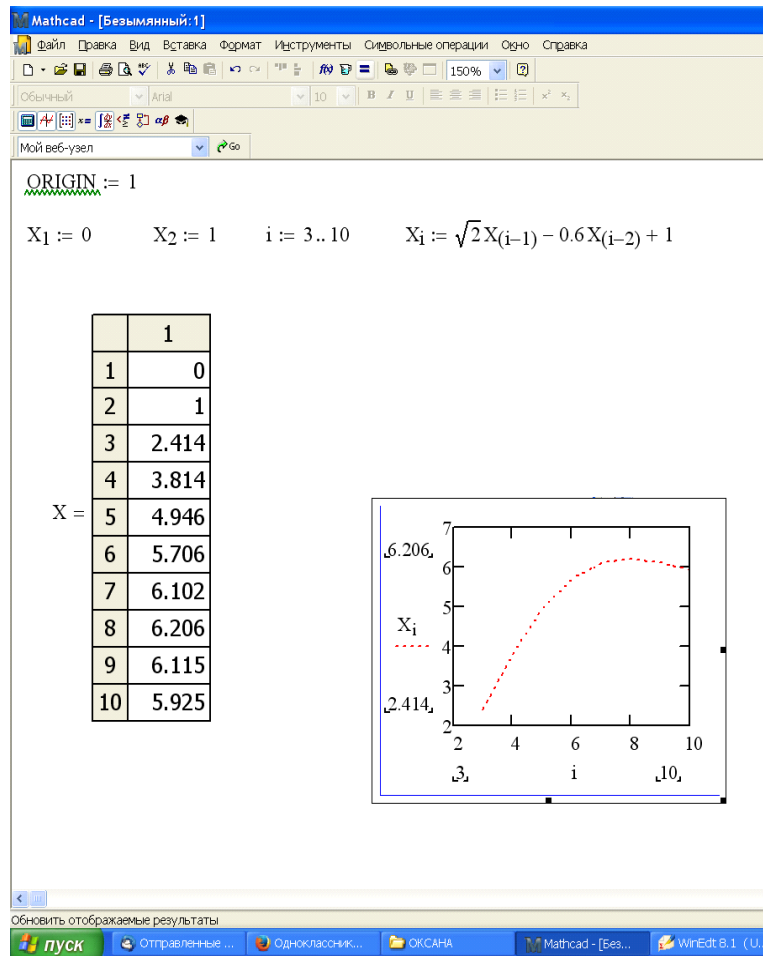 Mathcad - [Безымянный:1]
Файл Правка Вид Вставка Формат Инструменты Символьные операции Окно Справка
150%
Обычный Arial 10 B I U
αβ
Мой веб-узел Go
ORIGIN := 1
X₁ := 0 X₂ := 1 i := 3.. 10 Xᵢ := √2 X(i−1) − 0.6 X(i−2) + 1
1
1 0
2 1
3 2.414
4 3.814
X = 5 4.946
6 5.706
7 6.102
8 6.206
9 6.115
10 5.925
7
6.206
6
5
Xᵢ
4
3
2.414
2
2 4 6 8 10
3 i 10
Обновить отображаемые результаты
пуск Отправленные ... Одноклассник... ОКСАНА Mathcad - [Без... WinEdt 8.1 (U...